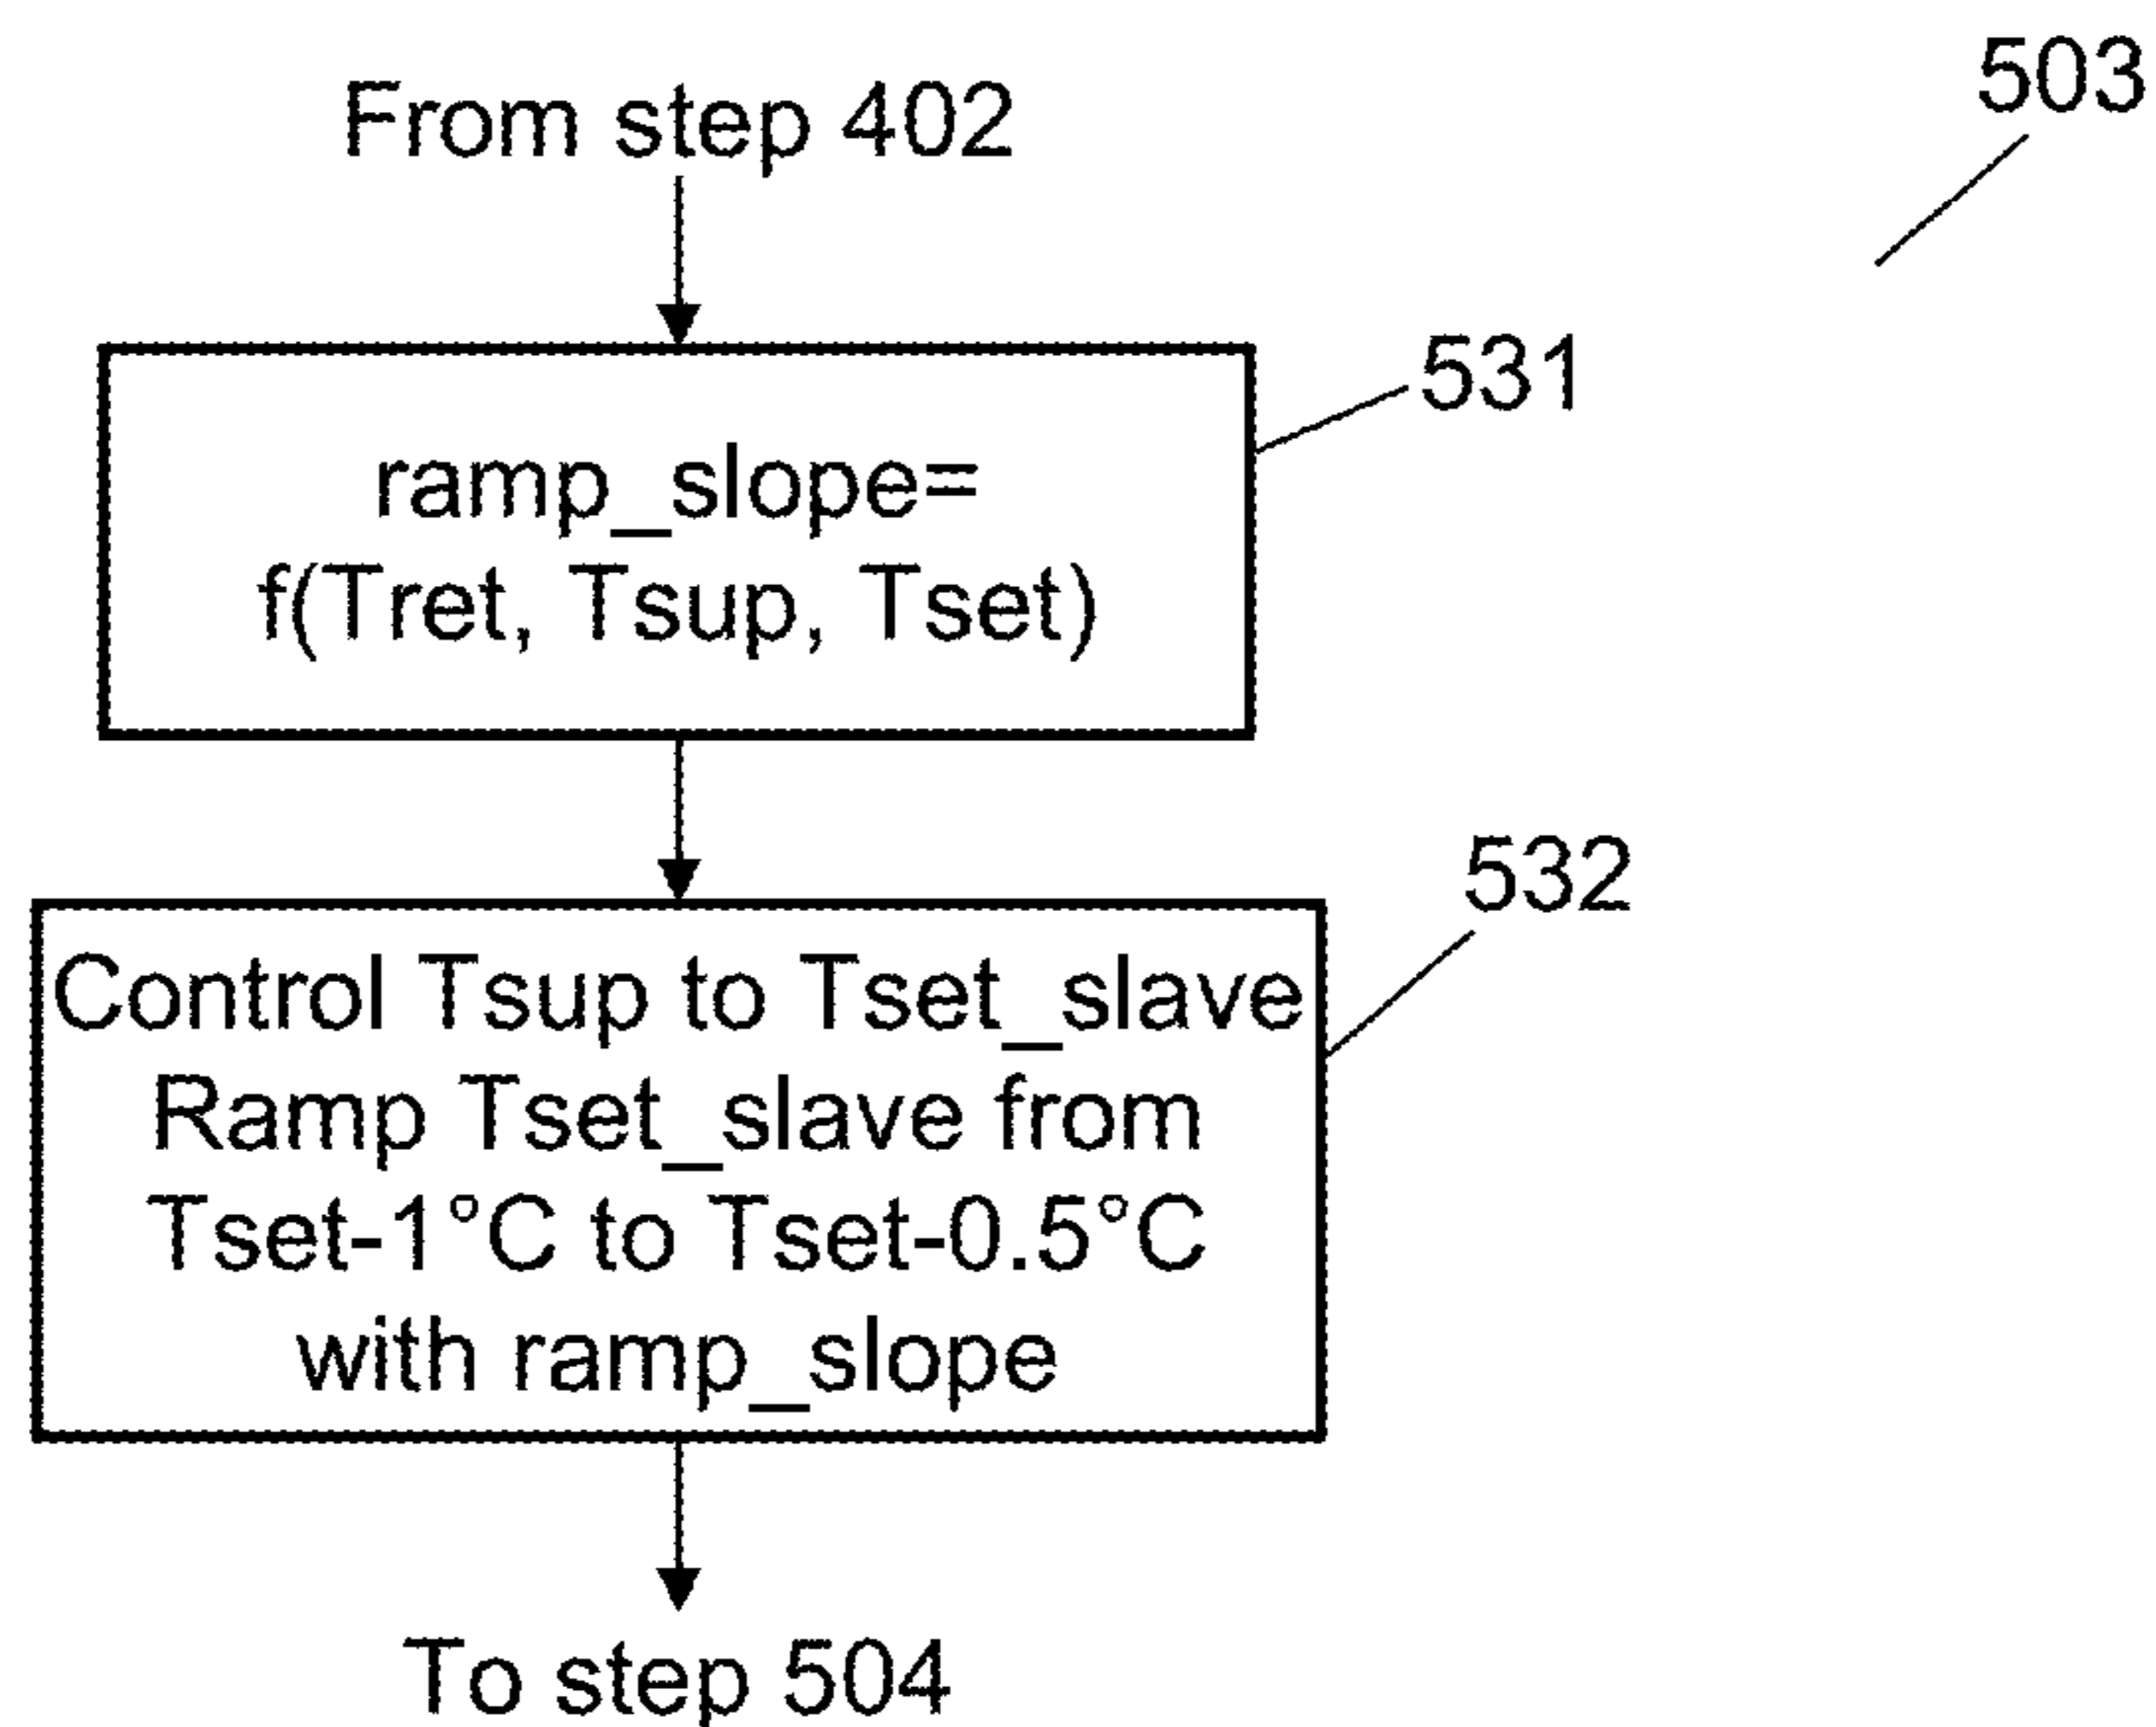 503
From step 402
531
ramp_slope=
f(Tret, Tsup, Tset)
532
Control Tsup to Tset_slave
Ramp Tset_slave from
Tset-1°C to Tset-0.5°C
with ramp_slope
To step 504